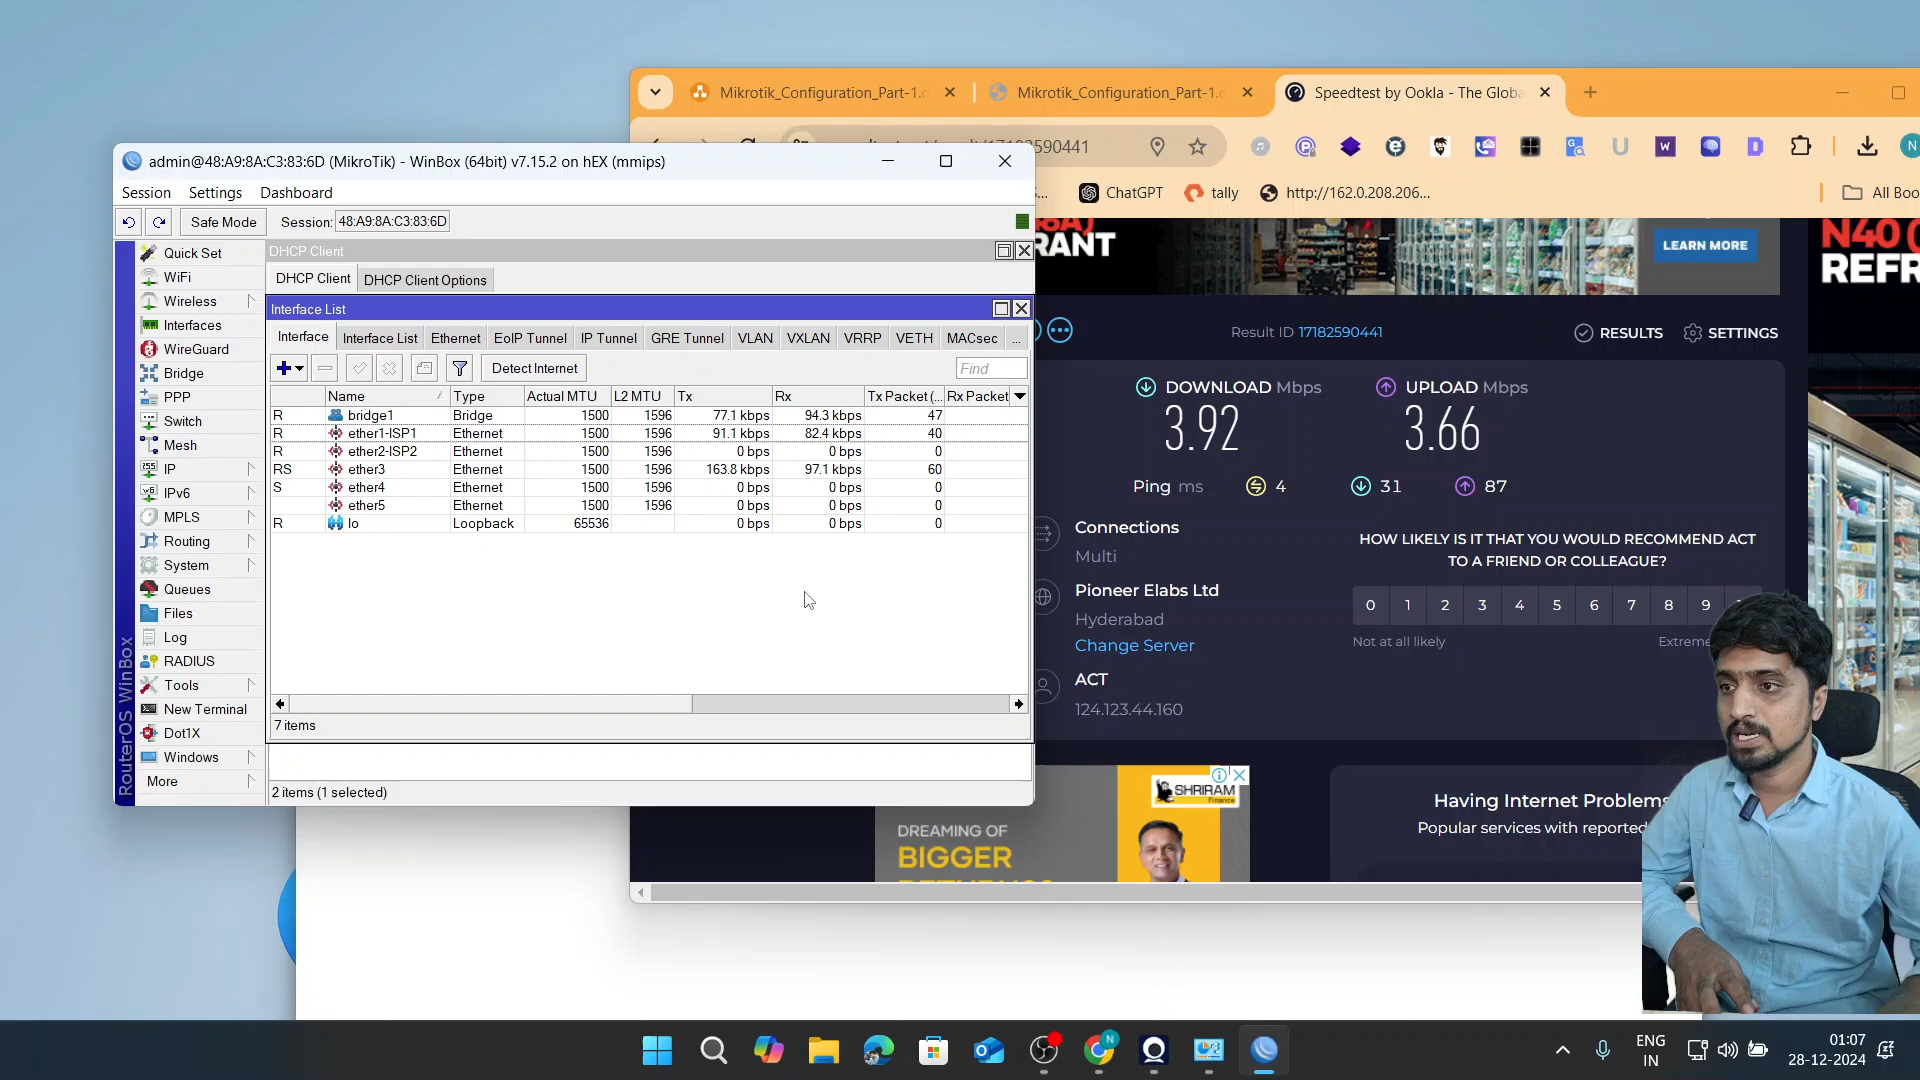 Mikrotik_Configuration_Part-1.
Mikrotik_Configuration_Part-1.
Speedtest by Ookla - The Globa
590441
ChatGPT
tally
http://162.0.208.206...
All Boo
admin@48:A9:8A:C3:83:6D (MikroTik) - WinBox (64bit) v7.15.2 on hEX (mmips)
Session Settings Dashboard
Safe Mode Session: 48:A9:8A:C3:83:6D
Quick Set
WiFi
Wireless
Interfaces
WireGuard
Bridge
PPP
Switch
Mesh
IP
IPv6
MPLS
Routing
System
Queues
Files
Log
RADIUS
Tools
New Terminal
Dot1X
Windows
More
RouterOS WinBox
DHCP Client
DHCP Client DHCP Client Options
Interface List
Interface Interface List Ethernet EoIP Tunnel IP Tunnel GRE Tunnel VLAN VXLAN VRRP VETH MACsec ...
Detect Internet Find
Name Type Actual MTU L2 MTU Tx Rx Tx Packet (... Rx Packet
R bridge1 Bridge 1500 1596 77.1 kbps 94.3 kbps 47
R ether1-ISP1 Ethernet 1500 1596 91.1 kbps 82.4 kbps 40
R ether2-ISP2 Ethernet 1500 1596 0 bps 0 bps 0
RS ether3 Ethernet 1500 1596 163.8 kbps 97.1 kbps 60
S ether4 Ethernet 1500 1596 0 bps 0 bps 0
ether5 Ethernet 1500 1596 0 bps 0 bps 0
R lo Loopback 65536 0 bps 0 bps 0
7 items
2 items (1 selected)
RANT
LEARN MORE
N40
REFR
Result ID 17182590441
RESULTS SETTINGS
DOWNLOAD Mbps UPLOAD Mbps
3.92 3.66
Ping ms 4 31 87
Connections
Multi
Pioneer Elabs Ltd
Hyderabad
Change Server
ACT
124.123.44.160
HOW LIKELY IS IT THAT YOU WOULD RECOMMEND ACT
TO A FRIEND OR COLLEAGUE?
0 1 2 3 4 5 6 7 8 9
Not at all likely Extreme
SHRIRAM
Finance
DREAMING OF
BIGGER
Having Internet Problems
Popular services with reported
ENG
IN
01:07
28-12-2024
N